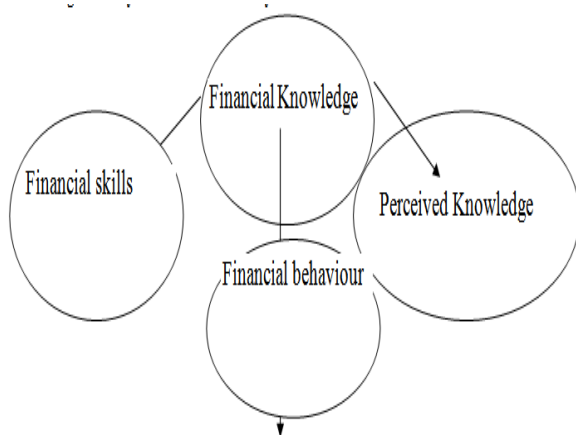 Financial Knowledge
Financial skills
Perceived Knowledge
Financial behaviour